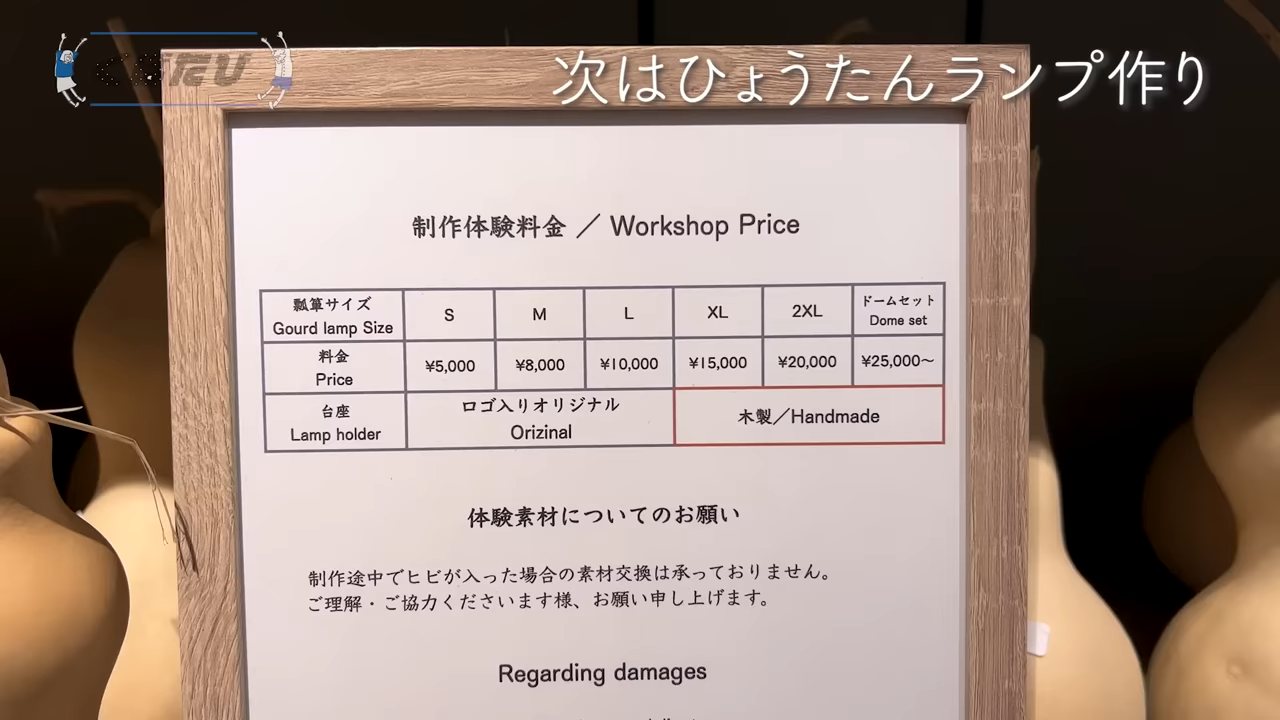 次はひょうたんランプ作り
たび
制作体験料金 ／ Workshop Price
瓢箪サイズ
Gourd lamp Size
S
M
L
XL
2XL
ドームセット
Dome set
料金
Price
¥5,000
¥8,000
¥10,000
¥15,000
¥20,000
¥25,000〜
台座
Lamp holder
ロゴ入りオリジナル
Orizinal
木製／Handmade
体験素材についてのお願い
制作途中でヒビが入った場合の素材交換は承っておりません。
ご理解・ご協力くださいます様、お願い申し上げます。
Regarding damages